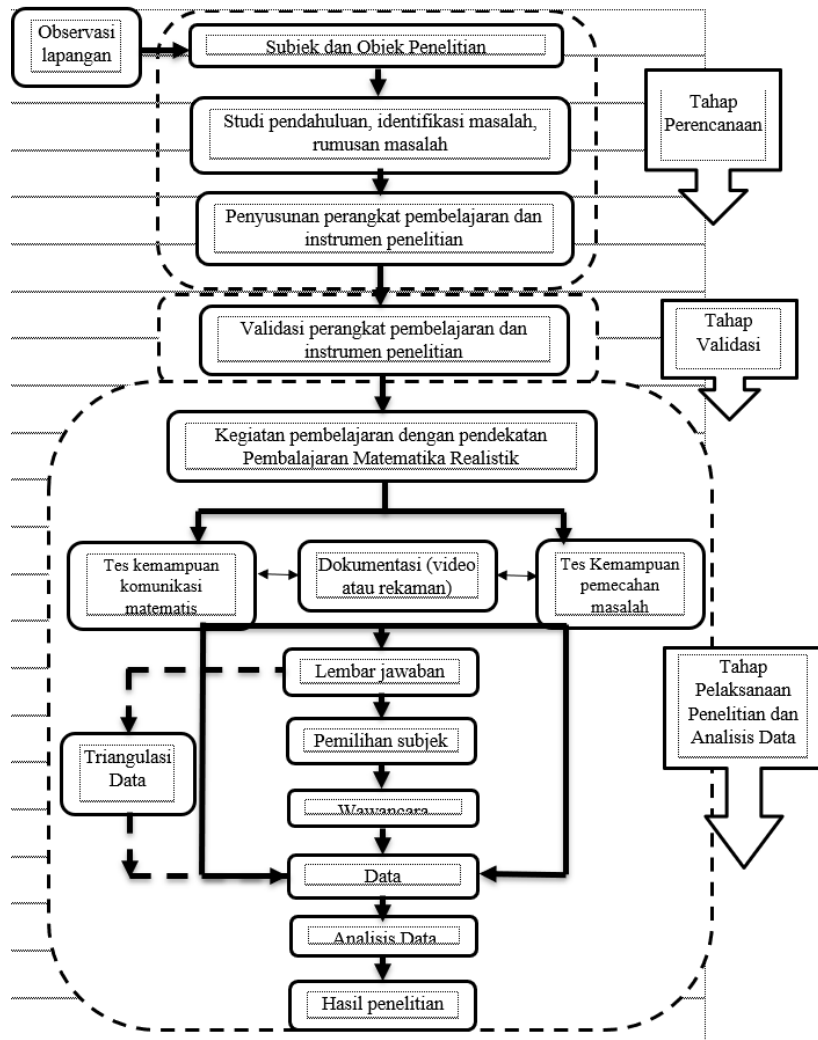 Observasi
lapangan
Subjek dan Objek Penelitian
Tahap
Perencanaan
Studi pendahuluan, identifikasi masalah,
rumusan masalah
Penyusunan perangkat pembelajaran dan
instrumen penelitian
Validasi perangkat pembelajaran dan
instrumen penelitian
Tahap
Validasi
Kegiatan pembelajaran dengan pendekatan
Pembalajaran Matematika Realistik
Tes kemampuan
komunikasi
matematis
Dokumentasi (video
atau rekaman)
Tes Kemampuan
pemecahan
masalah
Lembar jawaban
Tahap
Pelaksanaan
Penelitian dan
Analisis Data
Pemilihan subjek
Triangulasi
Data
Wawancara
Data
Analisis Data
Hasil penelitian